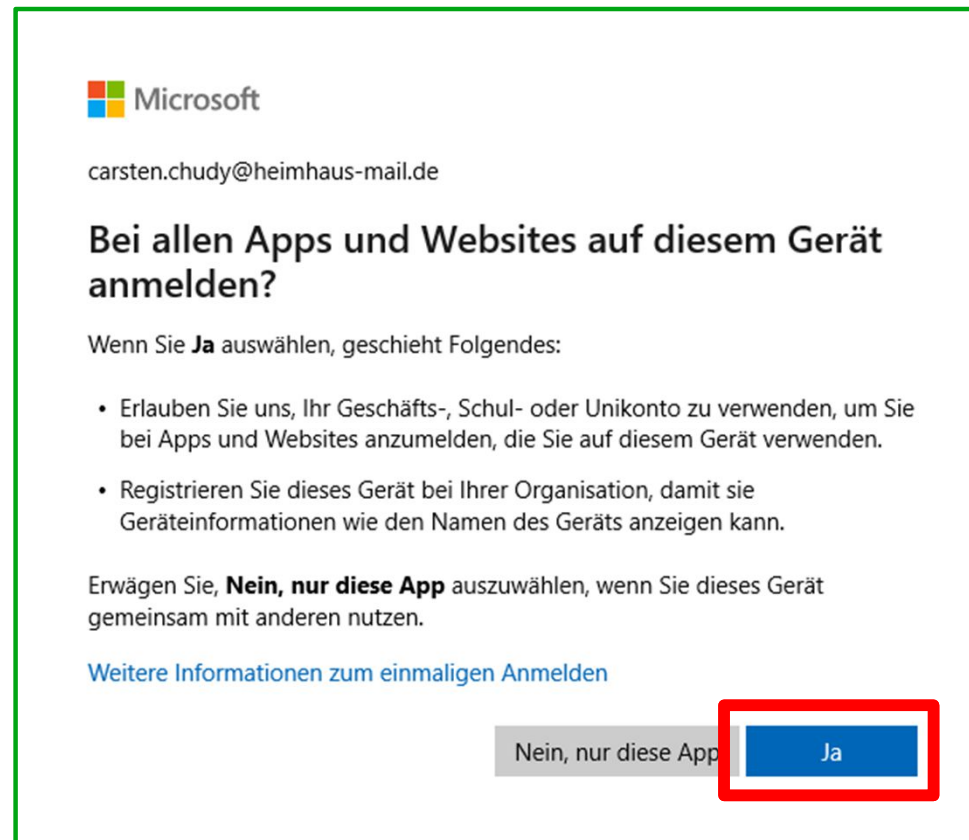 Microsoft
carsten.chudy@heimhaus-mail.de
Bei allen Apps und Websites auf diesem Gerät
anmelden?
Wenn Sie Ja auswählen, geschieht Folgendes:
• Erlauben Sie uns, Ihr Geschäfts-, Schul- oder Unikonto zu verwenden, um Sie
bei Apps und Websites anzumelden, die Sie auf diesem Gerät verwenden.
• Registrieren Sie dieses Gerät bei Ihrer Organisation, damit sie
Geräteinformationen wie den Namen des Geräts anzeigen kann.
Erwägen Sie, Nein, nur diese App auszuwählen, wenn Sie dieses Gerät
gemeinsam mit anderen nutzen.
Weitere Informationen zum einmaligen Anmelden
Nein, nur diese App
Ja